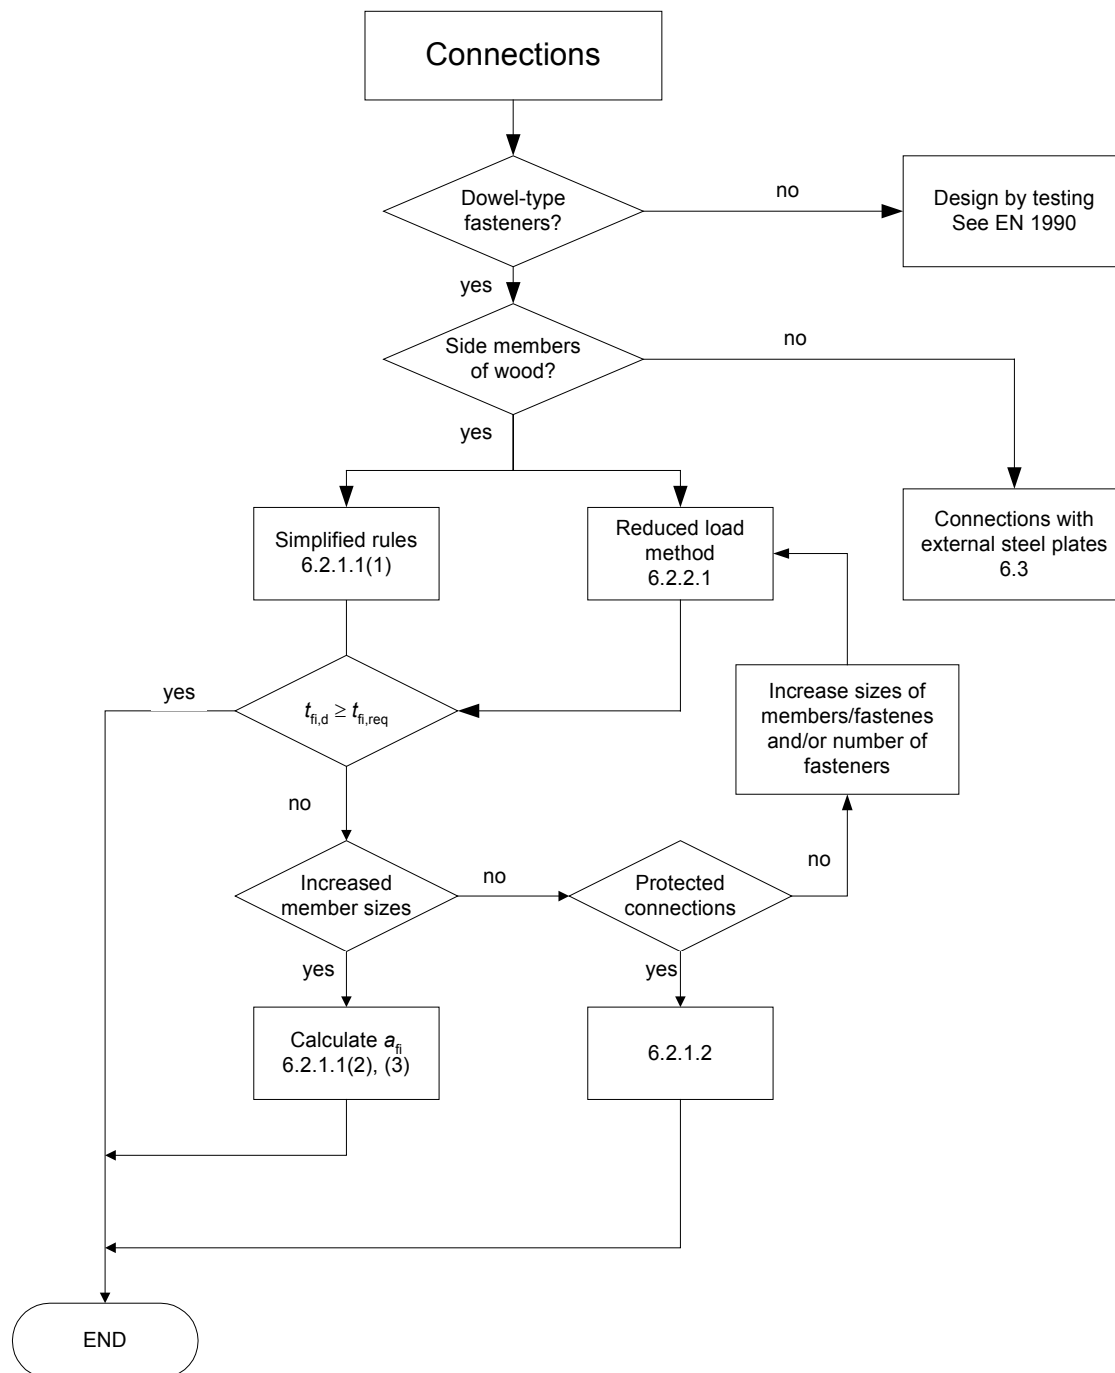 Connections
Dowel-type
fasteners?
no
Design by testing
See EN 1990
yes
Side members
of wood?
no
yes
Simplified rules
6.2.1.1(1)
Reduced load
method
6.2.2.1
Connections with
external steel plates
6.3
yes
t_fi,d ≥ t_fi,req
Increase sizes of
members/fastenes
and/or number of
fasteners
no
Increased
member sizes
no
Protected
connections
no
yes
yes
Calculate a_fi
6.2.1.1(2), (3)
6.2.1.2
END